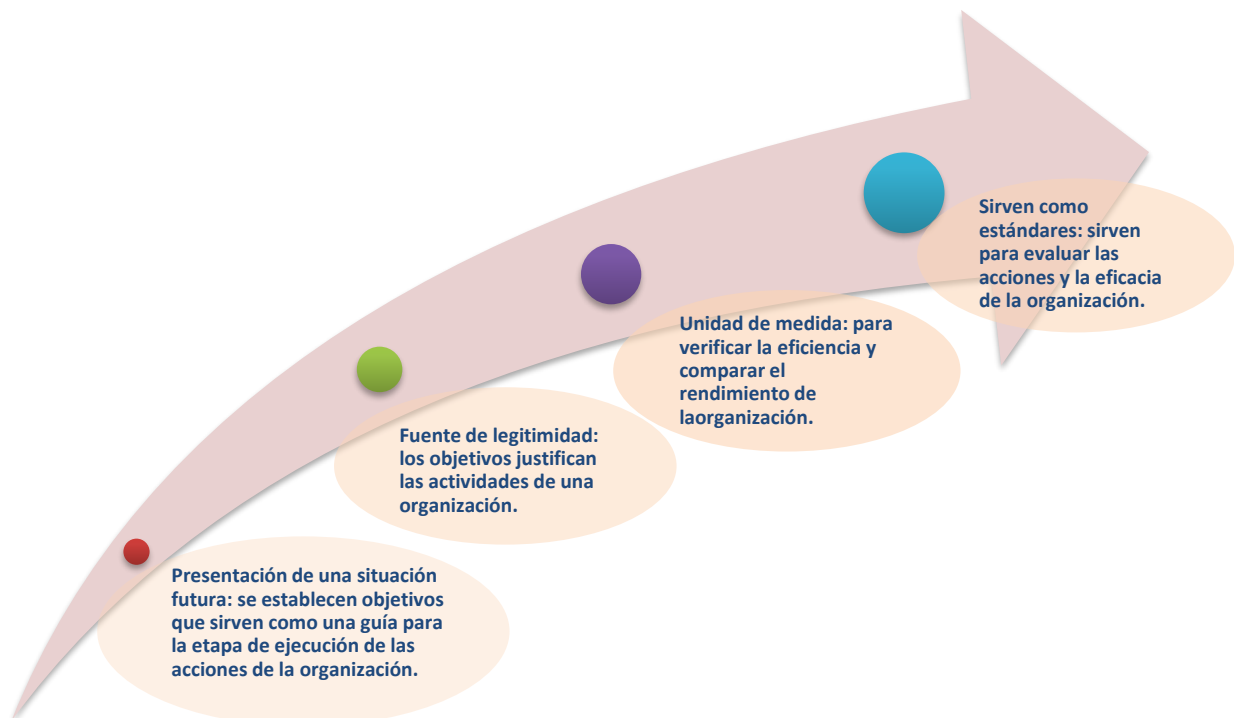 Presentación de una situación
futura: se establecen objetivos
que sirven como una guía para
la etapa de ejecución de las
acciones de la organización.
Fuente de legitimidad:
los objetivos justifican
las actividades de una
organización.
Unidad de medida: para
verificar la eficiencia y
comparar el
rendimiento de
laorganización.
Sirven como
estándares: sirven
para evaluar las
acciones y la eficacia
de la organización.